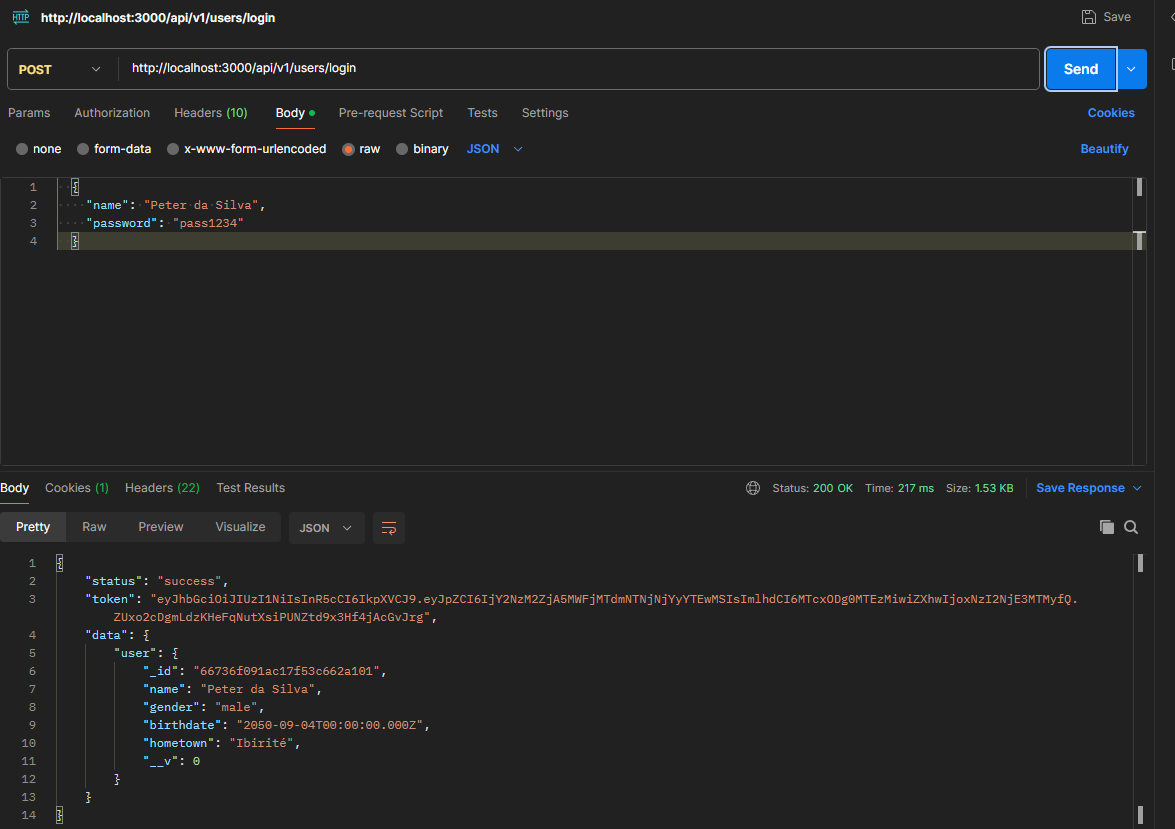 HTTP http://localhost:3000/api/v1/users/login Save
POST http://localhost:3000/api/v1/users/login Send
Params Authorization Headers (10) Body Pre-request Script Tests Settings Cookies
none form-data x-www-form-urlencoded raw binary JSON Beautify
1 {
2 "name": "Peter da Silva",
3 "password": "pass1234"
4 }
Body Cookies (1) Headers (22) Test Results Status: 200 OK Time: 217 ms Size: 1.53 KB Save Response
Pretty Raw Preview Visualize JSON
1 {
2 "status": "success",
3 "token": "eyJhbGciOiJIUzI1NiIsInR5cCI6IkpXVCJ9.eyJpZCI6IjY2NzM2ZjA5MWFjMTdmNTNjNjYyYTEwMSIsImlhdCI6MTcxODg0MTEzMiwiZXhwIjoxNzI2NjE3MTMyfQ.
ZUxo2cDgmLdzKHeFqNutXsiPUNZtd9x3Hf4jAcGvJrg",
4 "data": {
5 "user": {
6 "_id": "66736f091ac17f53c662a101",
7 "name": "Peter da Silva",
8 "gender": "male",
9 "birthdate": "2050-09-04T00:00:00.000Z",
10 "hometown": "Ibirité",
11 "__v": 0
12 }
13 }
14 }